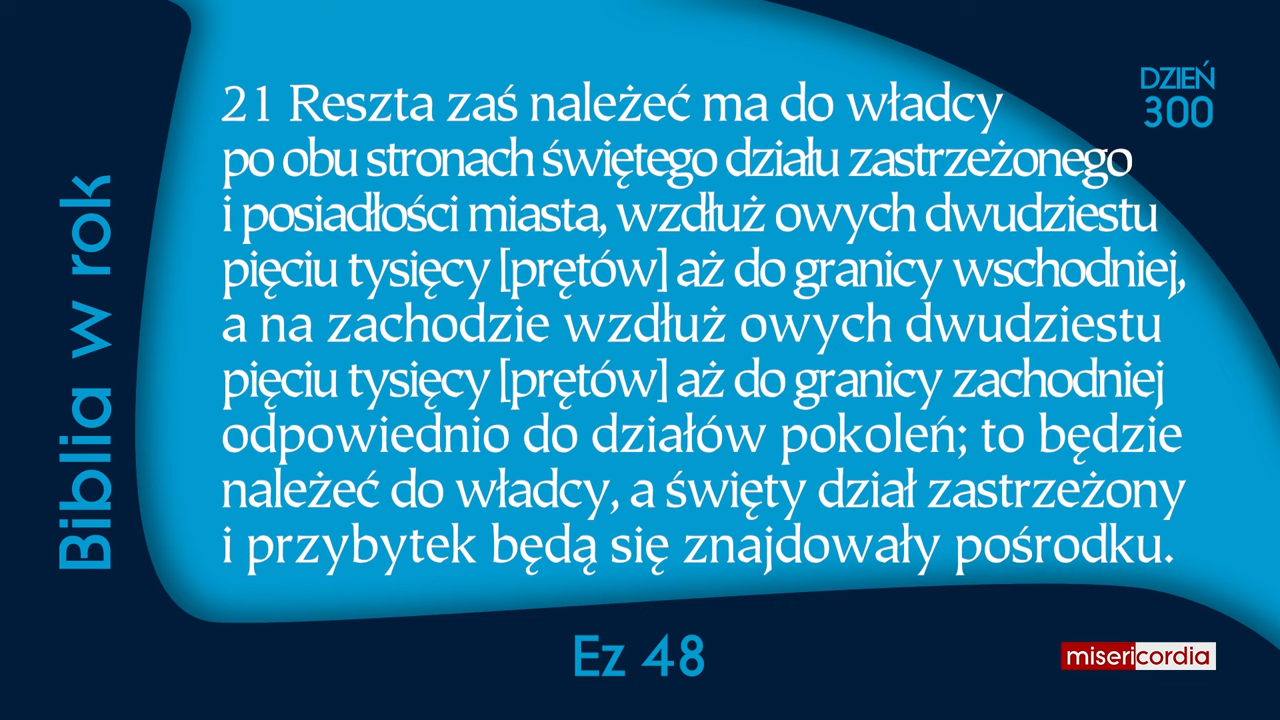 DZIEŃ
300
21 Reszta zaś należeć ma do władcy
po obu stronach świętego działu zastrzeżonego
i posiadłości miasta, wzdłuż owych dwudziestu
pięciu tysięcy [prętów] aż do granicy wschodniej,
a na zachodzie wzdłuż owych dwudziestu
pięciu tysięcy [prętów] aż do granicy zachodniej
odpowiednio do działów pokoleń; to będzie
należeć do władcy, a święty dział zastrzeżony
i przybytek będą się znajdowały pośrodku.
Biblia w rok
Ez 48
misericordia